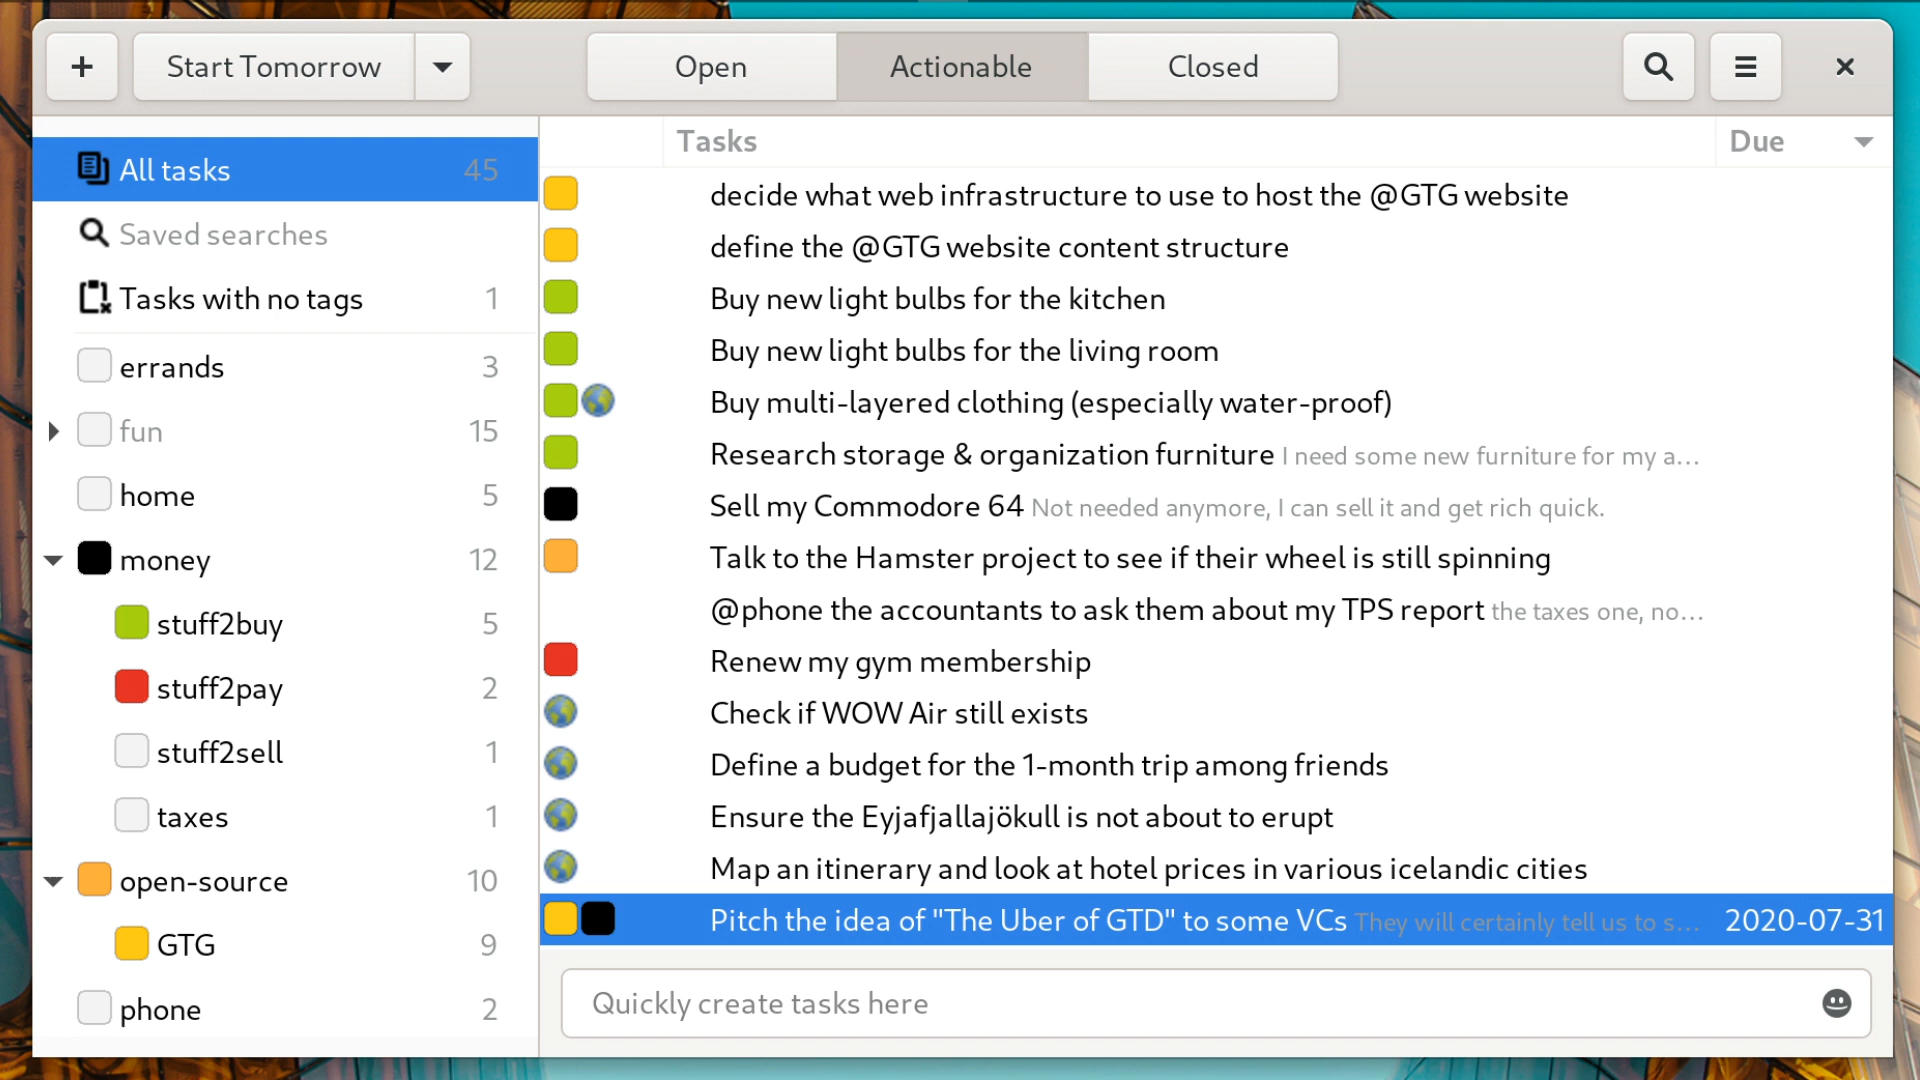 Start Tomorrow
Open
Actionable
Closed
All tasks 45
Saved searches
Tasks with no tags 1
errands 3
fun 15
home 5
money 12
stuff2buy 5
stuff2pay 2
stuff2sell 1
taxes 1
open-source 10
GTG 9
phone 2
Tasks Due
decide what web infrastructure to use to host the @GTG website
define the @GTG website content structure
Buy new light bulbs for the kitchen
Buy new light bulbs for the living room
Buy multi-layered clothing (especially water-proof)
Research storage & organization furniture I need some new furniture for my a...
Sell my Commodore 64 Not needed anymore, I can sell it and get rich quick.
Talk to the Hamster project to see if their wheel is still spinning
@phone the accountants to ask them about my TPS report the taxes one, no...
Renew my gym membership
Check if WOW Air still exists
Define a budget for the 1-month trip among friends
Ensure the Eyjafjallajökull is not about to erupt
Map an itinerary and look at hotel prices in various icelandic cities
Pitch the idea of "The Uber of GTD" to some VCs They will certainly tell us to s... 2020-07-31
Quickly create tasks here